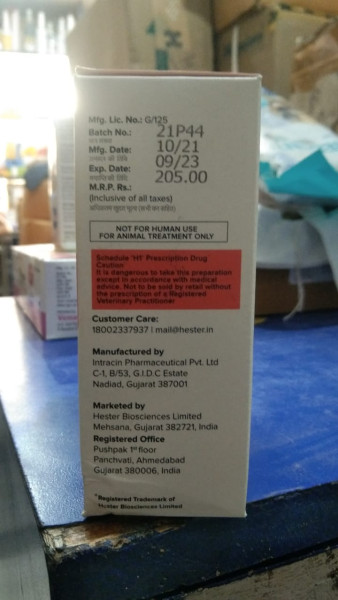 Mfg. Lic. No.: G/125
Batch No.: 21P44
Mfg. Date: 10/21
Exp. Date: 09/23
M.R.P. Rs.: 205.00
(Inclusive of all taxes)
NOT FOR HUMAN USE
FOR ANIMAL TREATMENT ONLY
Schedule 'H1' Prescription Drug
Caution
It is dangerous to take this preparation
except in accordance with medical
advice. Not to be sold by retail without
the prescription of a Registered
Veterinary Practitioner
Customer Care:
18002337937 | mail@hester.in
Manufactured by
Intracin Pharmaceutical Pvt. Ltd
C-1, B/53, G.I.D.C Estate
Nadiad, Gujarat 387001
Marketed by
Hester Biosciences Limited
Mehsana, Gujarat 382721, India
Registered Office
Pushpak 1st floor
Panchvati, Ahmedabad
Gujarat 380006, India
*Registered Trademark of
Hester Biosciences Limited